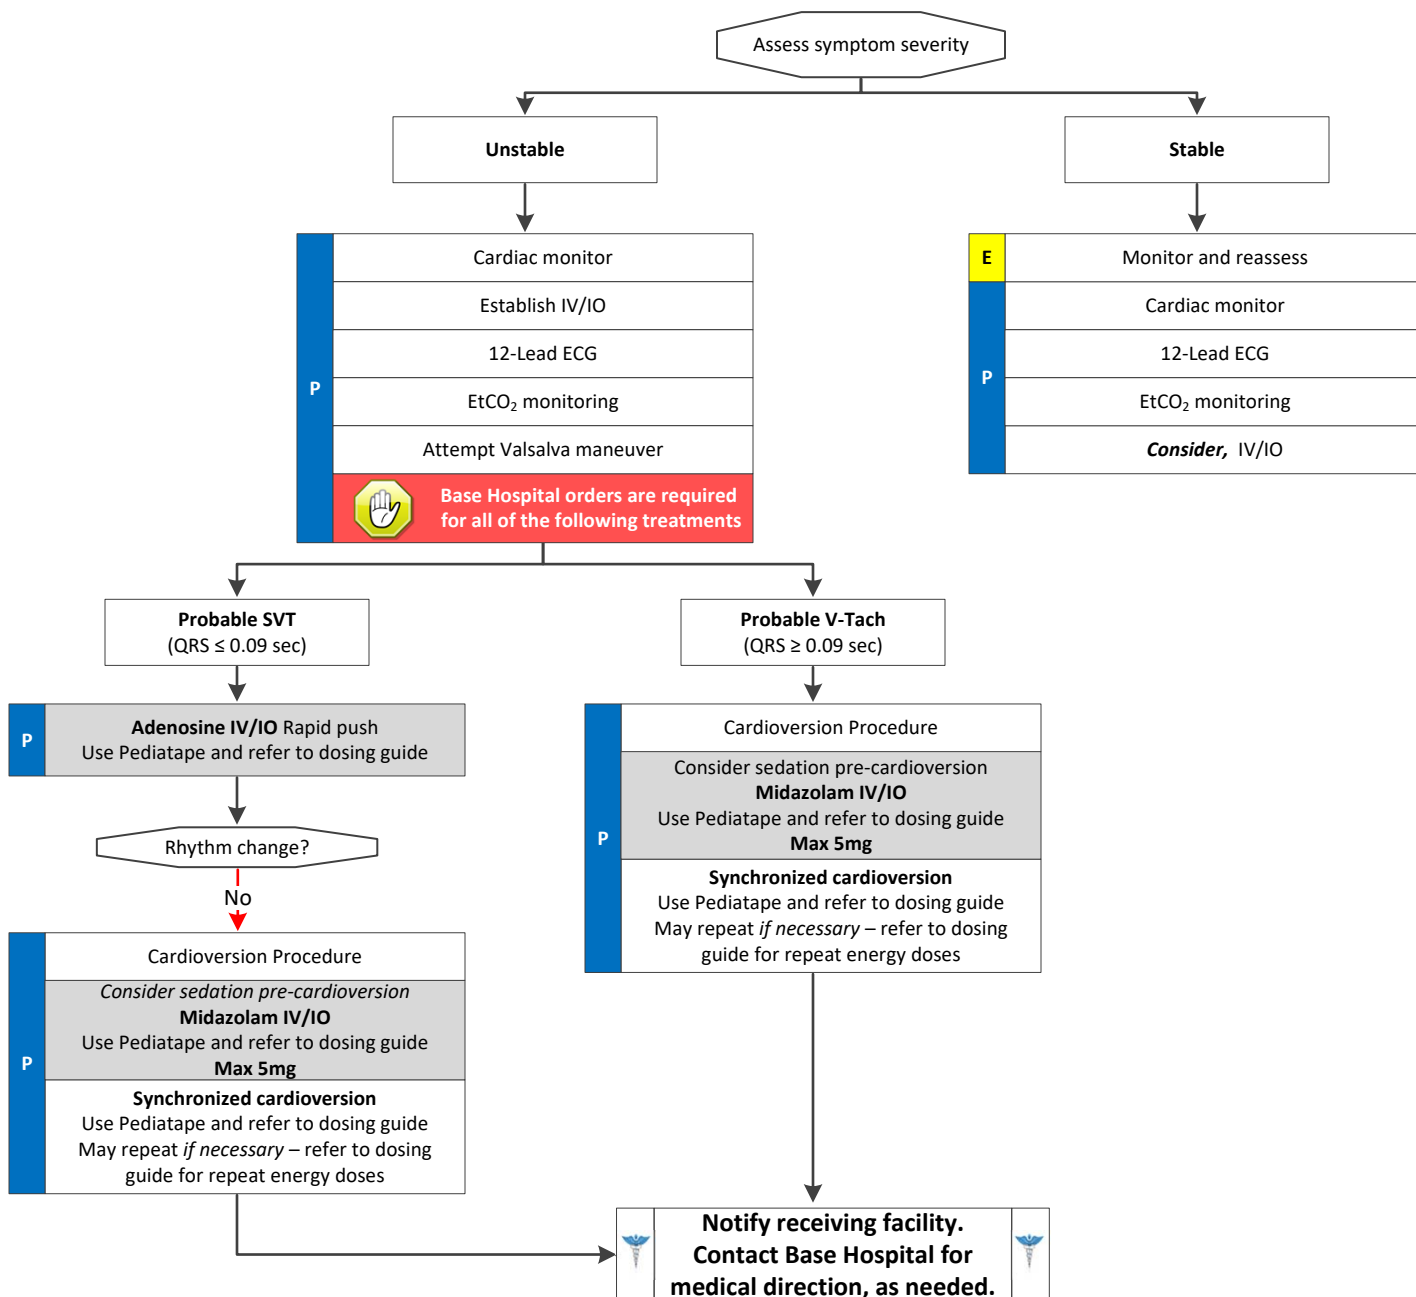 Assess symptom severity
Unstable
Stable
P
Cardiac monitor
Establish IV/IO
12-Lead ECG
EtCO₂ monitoring
Attempt Valsalva maneuver
Base Hospital orders are required
for all of the following treatments
E
Monitor and reassess
P
Cardiac monitor
12-Lead ECG
EtCO₂ monitoring
Consider, IV/IO
Probable SVT
(QRS ≤ 0.09 sec)
P
Adenosine IV/IO Rapid push
Use Pediatape and refer to dosing guide
Rhythm change?
No
P
Cardioversion Procedure
Consider sedation pre-cardioversion
Midazolam IV/IO
Use Pediatape and refer to dosing guide
Max 5mg
Synchronized cardioversion
Use Pediatape and refer to dosing guide
May repeat if necessary – refer to dosing
guide for repeat energy doses
Probable V-Tach
(QRS ≥ 0.09 sec)
P
Cardioversion Procedure
Consider sedation pre-cardioversion
Midazolam IV/IO
Use Pediatape and refer to dosing guide
Max 5mg
Synchronized cardioversion
Use Pediatape and refer to dosing guide
May repeat if necessary – refer to dosing
guide for repeat energy doses
Notify receiving facility.
Contact Base Hospital for
medical direction, as needed.